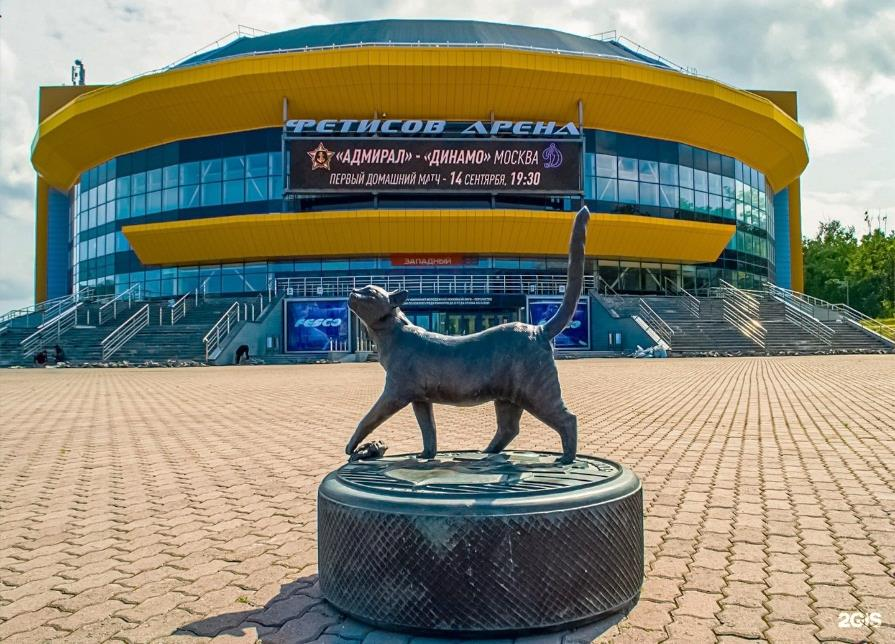 ФЕТИСОВ АРЕНА
«АДМИРАЛ» - «ДИНАМО» МОСКВА
ПЕРВЫЙ ДОМАШНИЙ МАТЧ - 14 СЕНТЯБРЯ, 19:30
ЗАПАДНЫЙ
FESCO
2GIS